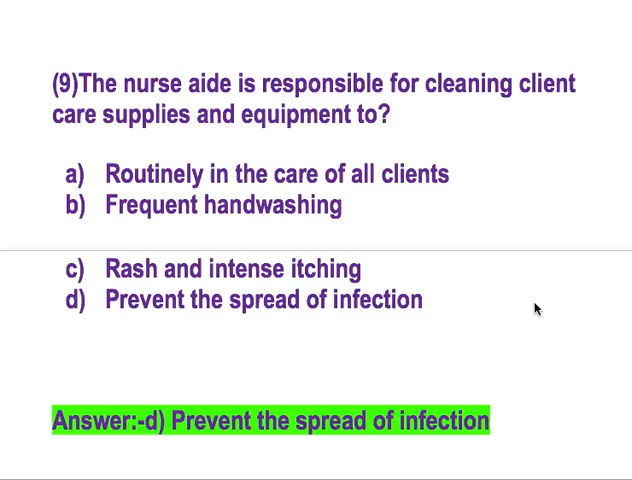 (9)The nurse aide is responsible for cleaning client
care supplies and equipment to?
a) Routinely in the care of all clients
b) Frequent handwashing
c) Rash and intense itching
d) Prevent the spread of infection
Answer:-d) Prevent the spread of infection